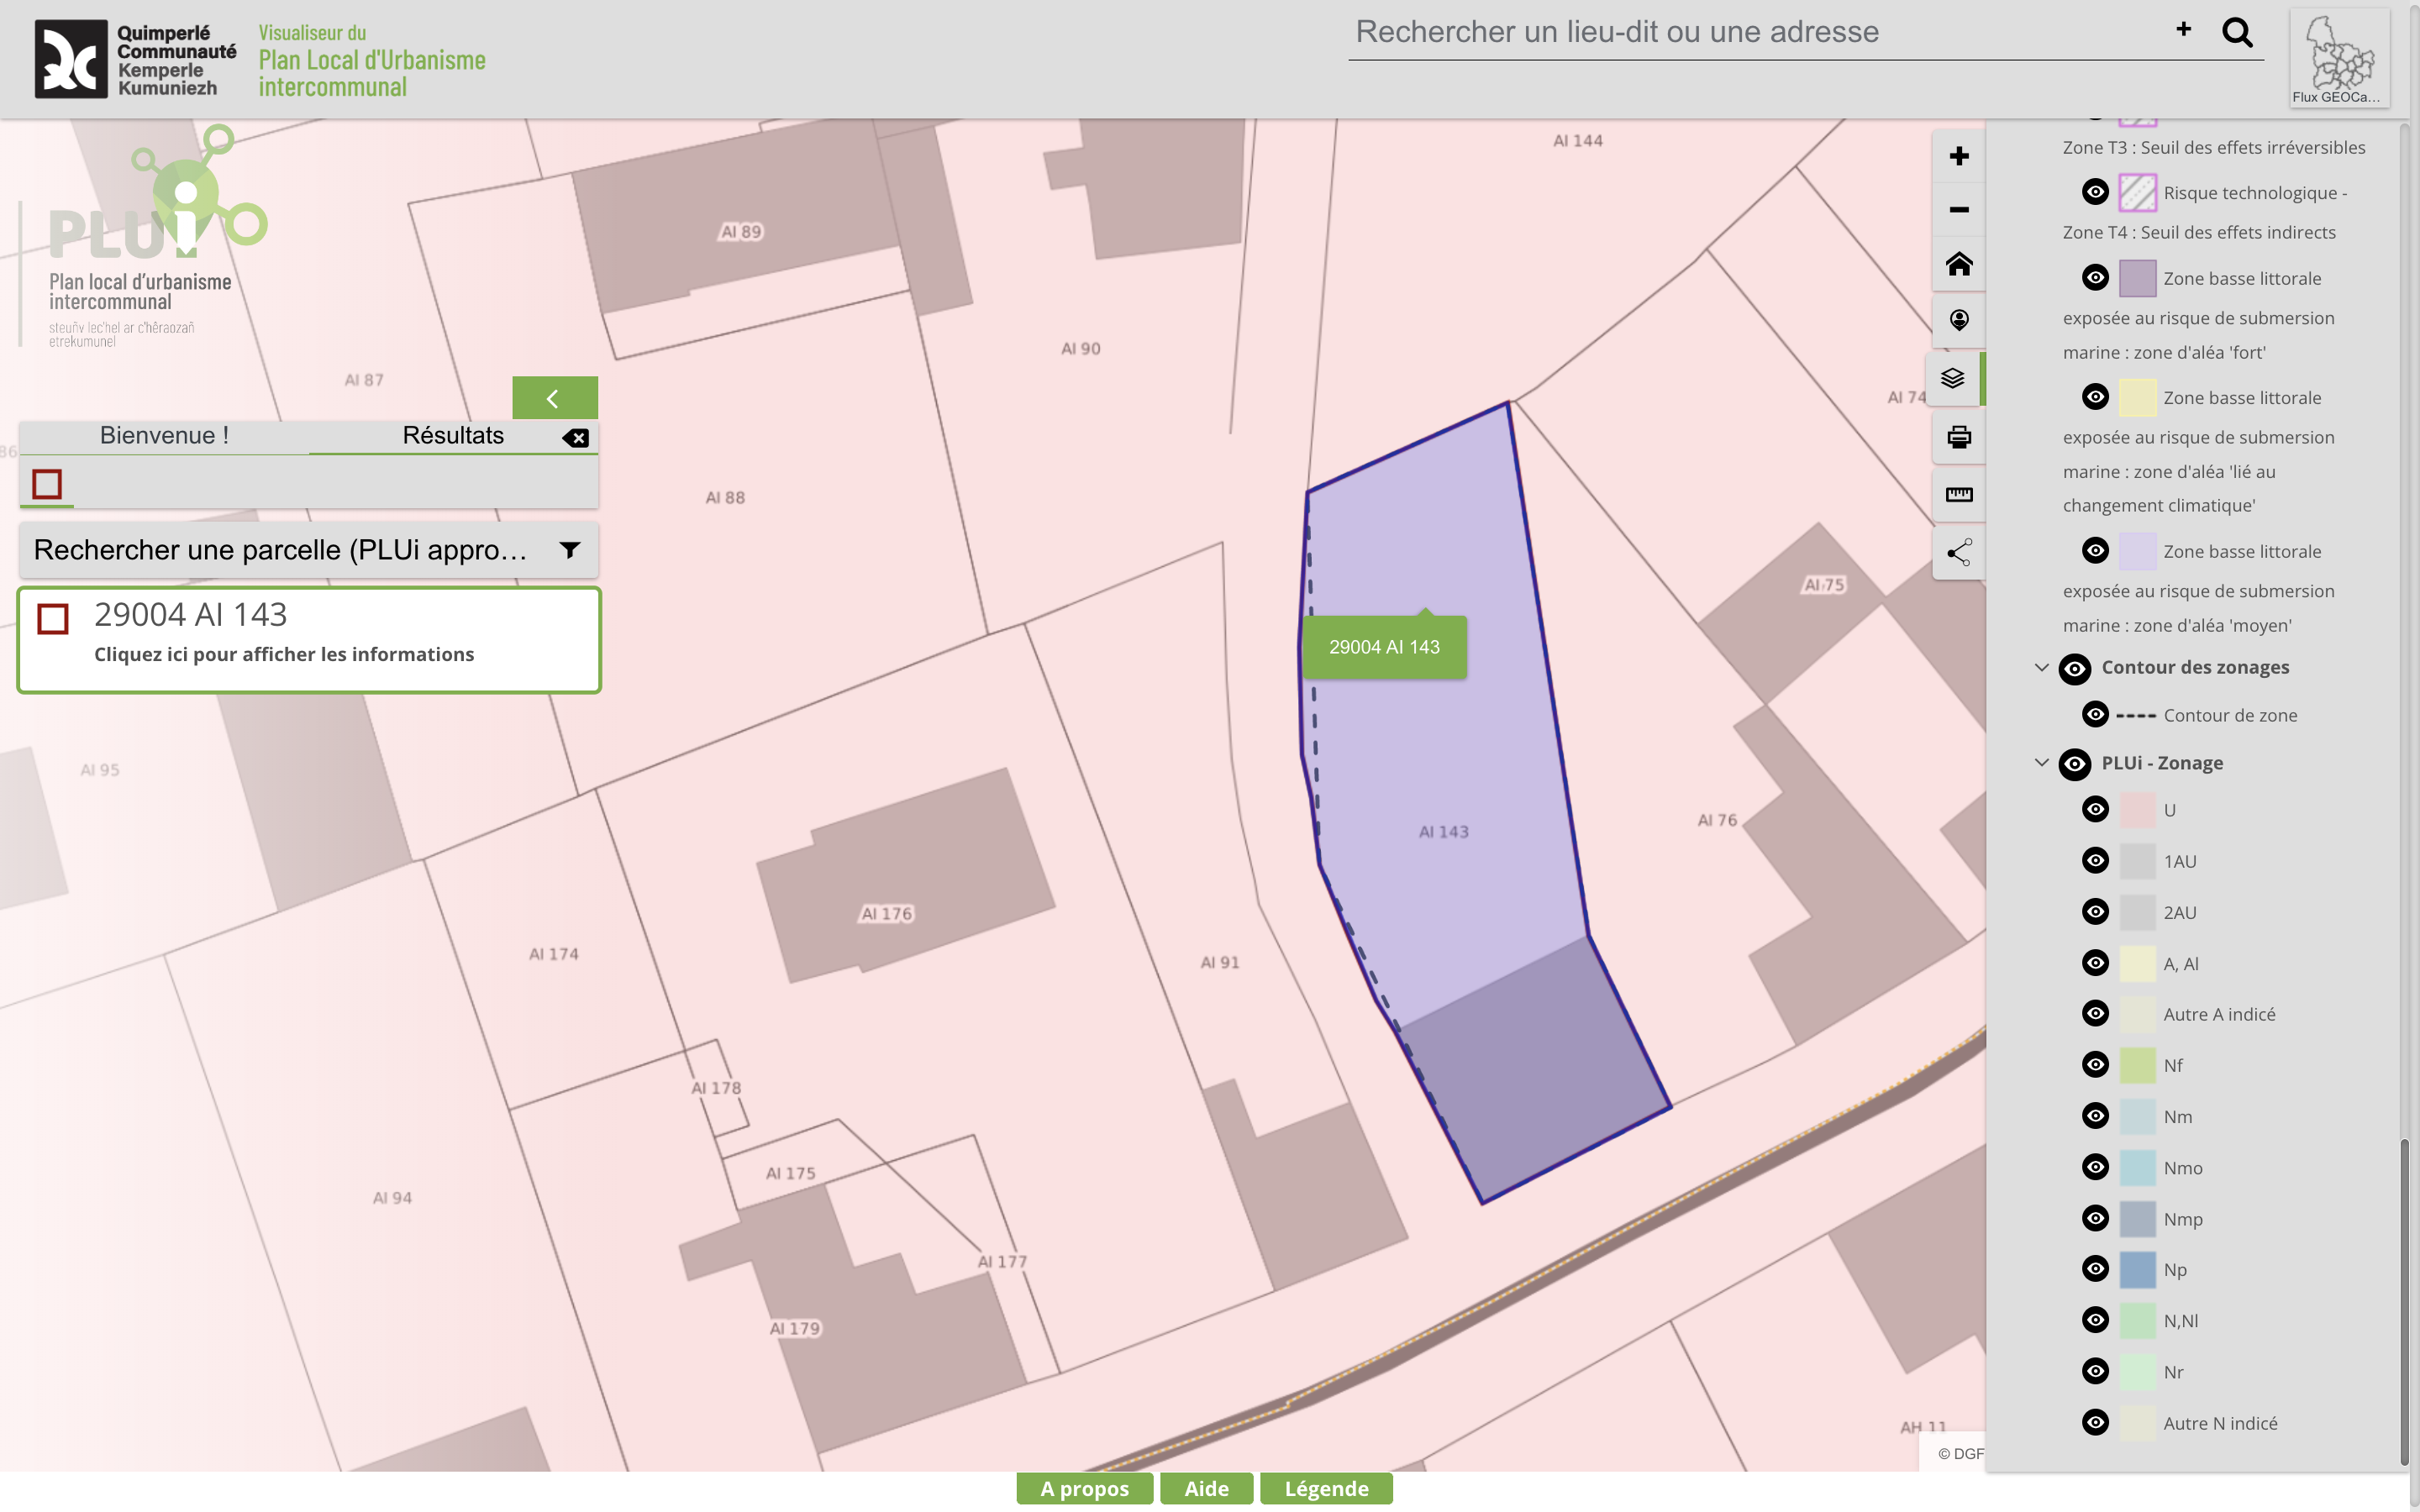 Quimperlé
Communauté
Kemperle
Kumuniezh
Visualiseur du
Plan Local d'Urbanisme
intercommunal
Rechercher un lieu-dit ou une adresse
Flux GEOCa…
PLUi
Plan local d'urbanisme
intercommunal
steuñv lec'hel ar c'hêraozañ
etrekumunel
Bienvenue !
Résultats
Rechercher une parcelle (PLUi appro…
29004 AI 143
Cliquez ici pour afficher les informations
AI 144
AI 89
AI 90
AI 87
AI 74
AI 88
AI 75
29004 AI 143
AI 95
AI 143
AI 76
AI 176
AI 174
AI 91
AI 178
AI 175
AI 94
AI 177
AI 179
AH 11
© DGF
Zone T3 : Seuil des effets irréversibles
Risque technologique -
Zone T4 : Seuil des effets indirects
Zone basse littorale
exposée au risque de submersion
marine : zone d'aléa 'fort'
Zone basse littorale
exposée au risque de submersion
marine : zone d'aléa 'lié au
changement climatique'
Zone basse littorale
exposée au risque de submersion
marine : zone d'aléa 'moyen'
Contour des zonages
Contour de zone
PLUi - Zonage
U
1AU
2AU
A, Al
Autre A indicé
Nf
Nm
Nmo
Nmp
Np
N,Nl
Nr
Autre N indicé
A propos
Aide
Légende